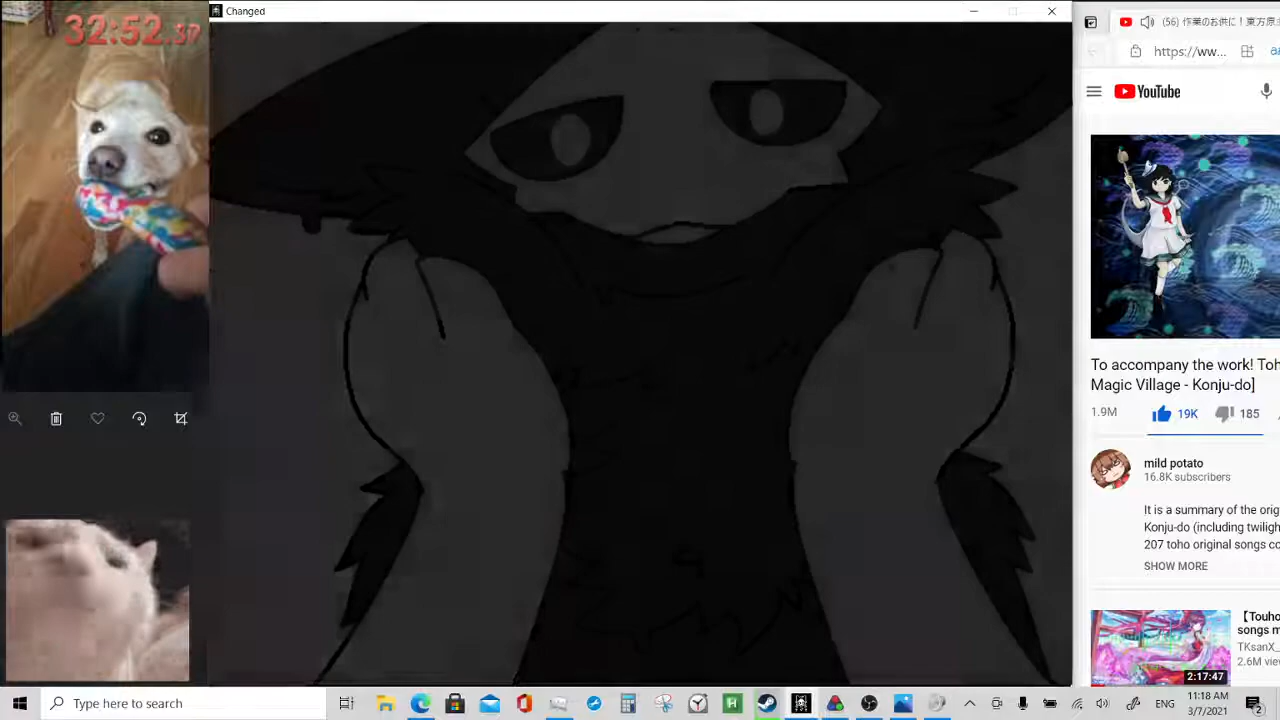 32:52.37
Changed
(56) 作業のお供に！東方原
https://ww...
YouTube
To accompany the work! Toh
Magic Village - Konju-do]
1.9M
19K
185
mild potato
16.8K subscribers
It is a summary of the orig
Konju-do (including twiligh
207 toho original songs co
SHOW MORE
【Touho
songs m
TKsanX_
2.6M view
2:17:47
Type here to search
ENG
11:18 AM
3/7/2021
2